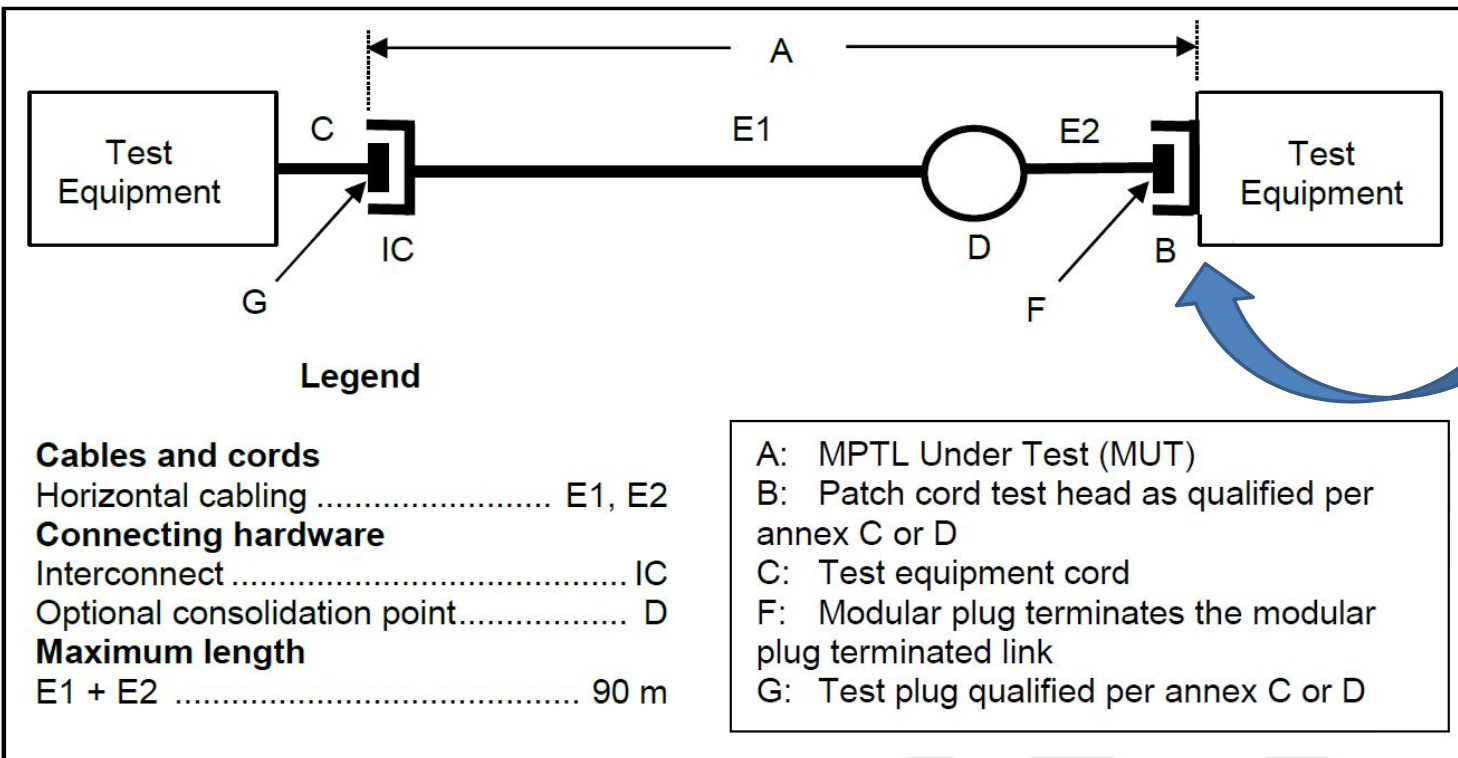 A
Test
Equipment
C
E1
E2
Test
Equipment
IC
D
B
G
F
Legend
Cables and cords
Horizontal cabling ........................ E1, E2
Connecting hardware
Interconnect .......................................... IC
Optional consolidation point.................. D
Maximum length
E1 + E2 ........................................... 90 m
A: MPTL Under Test (MUT)
B: Patch cord test head as qualified per
annex C or D
C: Test equipment cord
F: Modular plug terminates the modular
plug terminated link
G: Test plug qualified per annex C or D